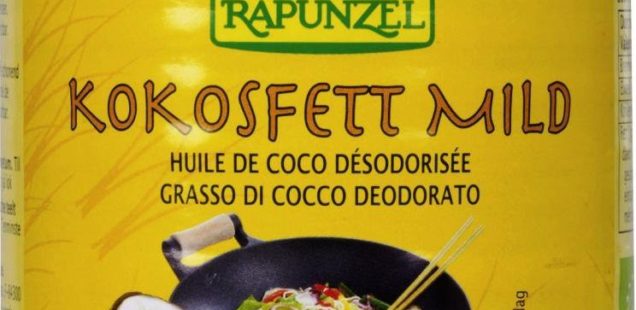 RAPUNZEL
KOKOSFETT MILD
HUILE DE COCO DÉSODORISÉE
GRASSO DI COCCO DEODORATO